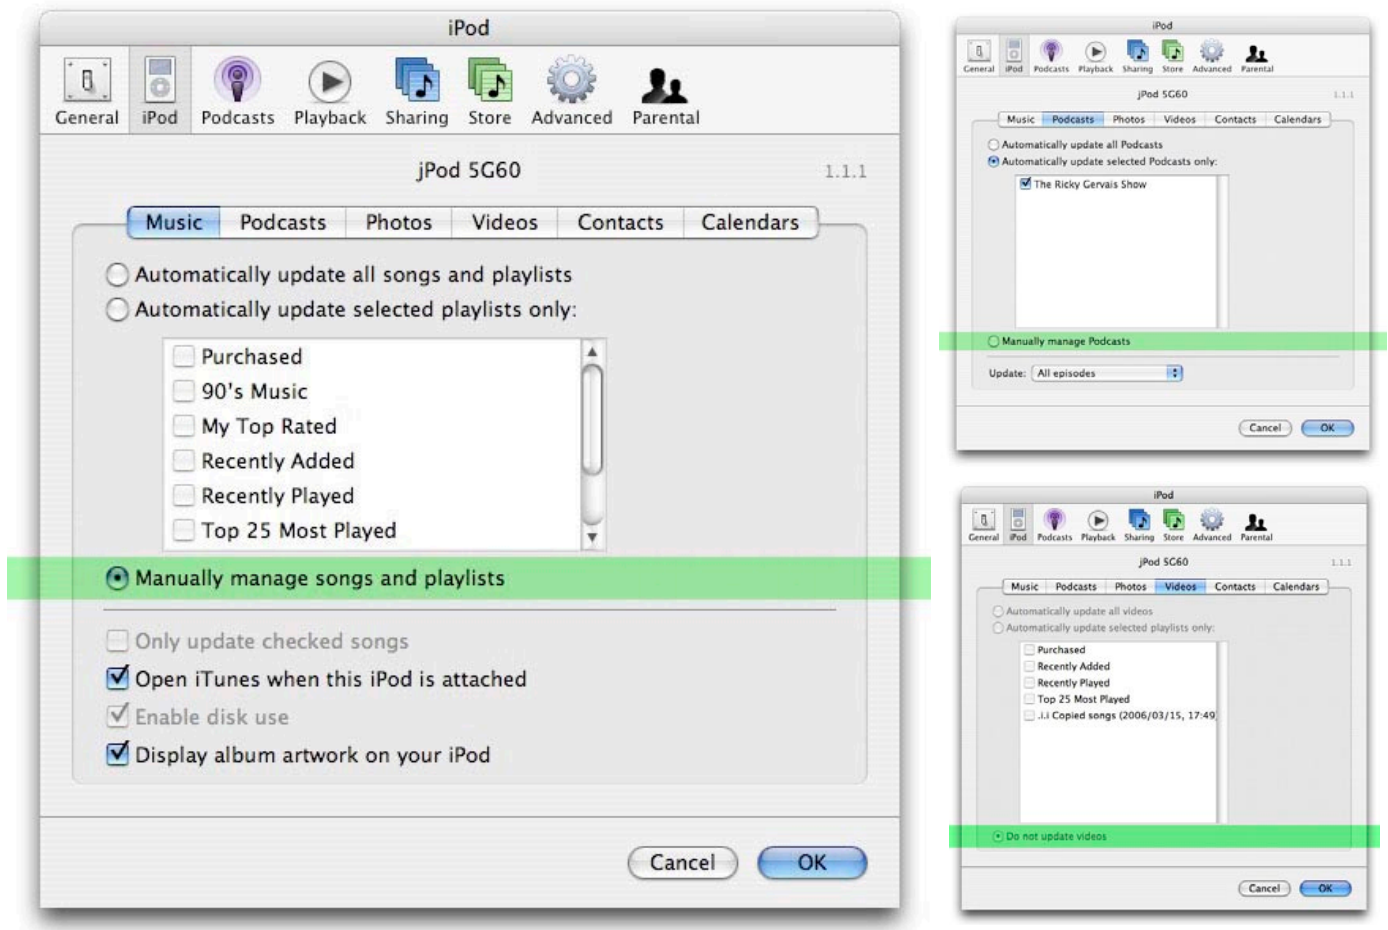 iPod
General iPod Podcasts Playback Sharing Store Advanced Parental
jPod 5G60 1.1.1
Music Podcasts Photos Videos Contacts Calendars
Automatically update all songs and playlists
Automatically update selected playlists only:
Purchased
90's Music
My Top Rated
Recently Added
Recently Played
Top 25 Most Played
Manually manage songs and playlists
Only update checked songs
Open iTunes when this iPod is attached
Enable disk use
Display album artwork on your iPod
Cancel OK
iPod
General iPod Podcasts Playback Sharing Store Advanced Parental
jPod 5G60 1.1.1
Music Podcasts Photos Videos Contacts Calendars
Automatically update all Podcasts
Automatically update selected Podcasts only:
The Ricky Gervais Show
Manually manage Podcasts
Update: All episodes
Cancel OK
iPod
General iPod Podcasts Playback Sharing Store Advanced Parental
jPod 5G60 1.1.1
Music Podcasts Photos Videos Contacts Calendars
Automatically update all videos
Automatically update selected playlists only:
Purchased
Recently Added
Recently Played
Top 25 Most Played
.i.i Copied songs (2006/03/15, 17:49
Do not update videos
Cancel OK